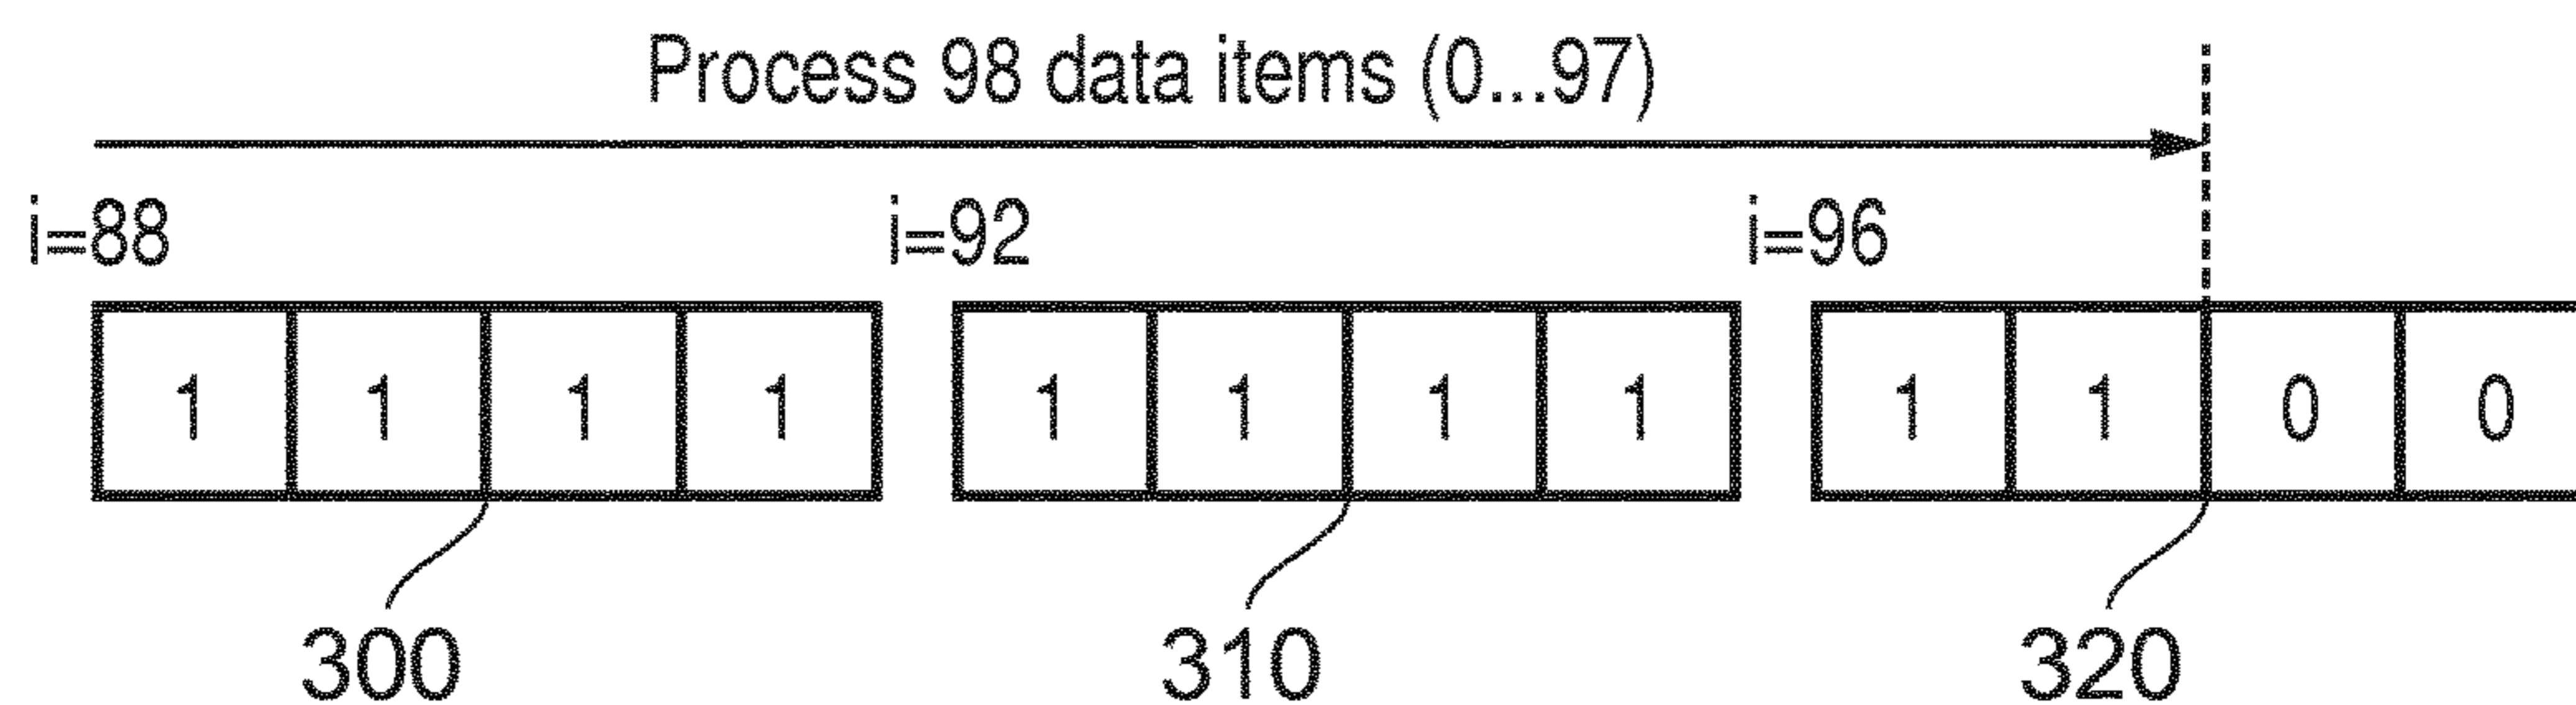 Process 98 data items (0...97)
i=88 i=92 i=96
1 1 1 1 1 1 1 1 1 1 0 0
300 310 320